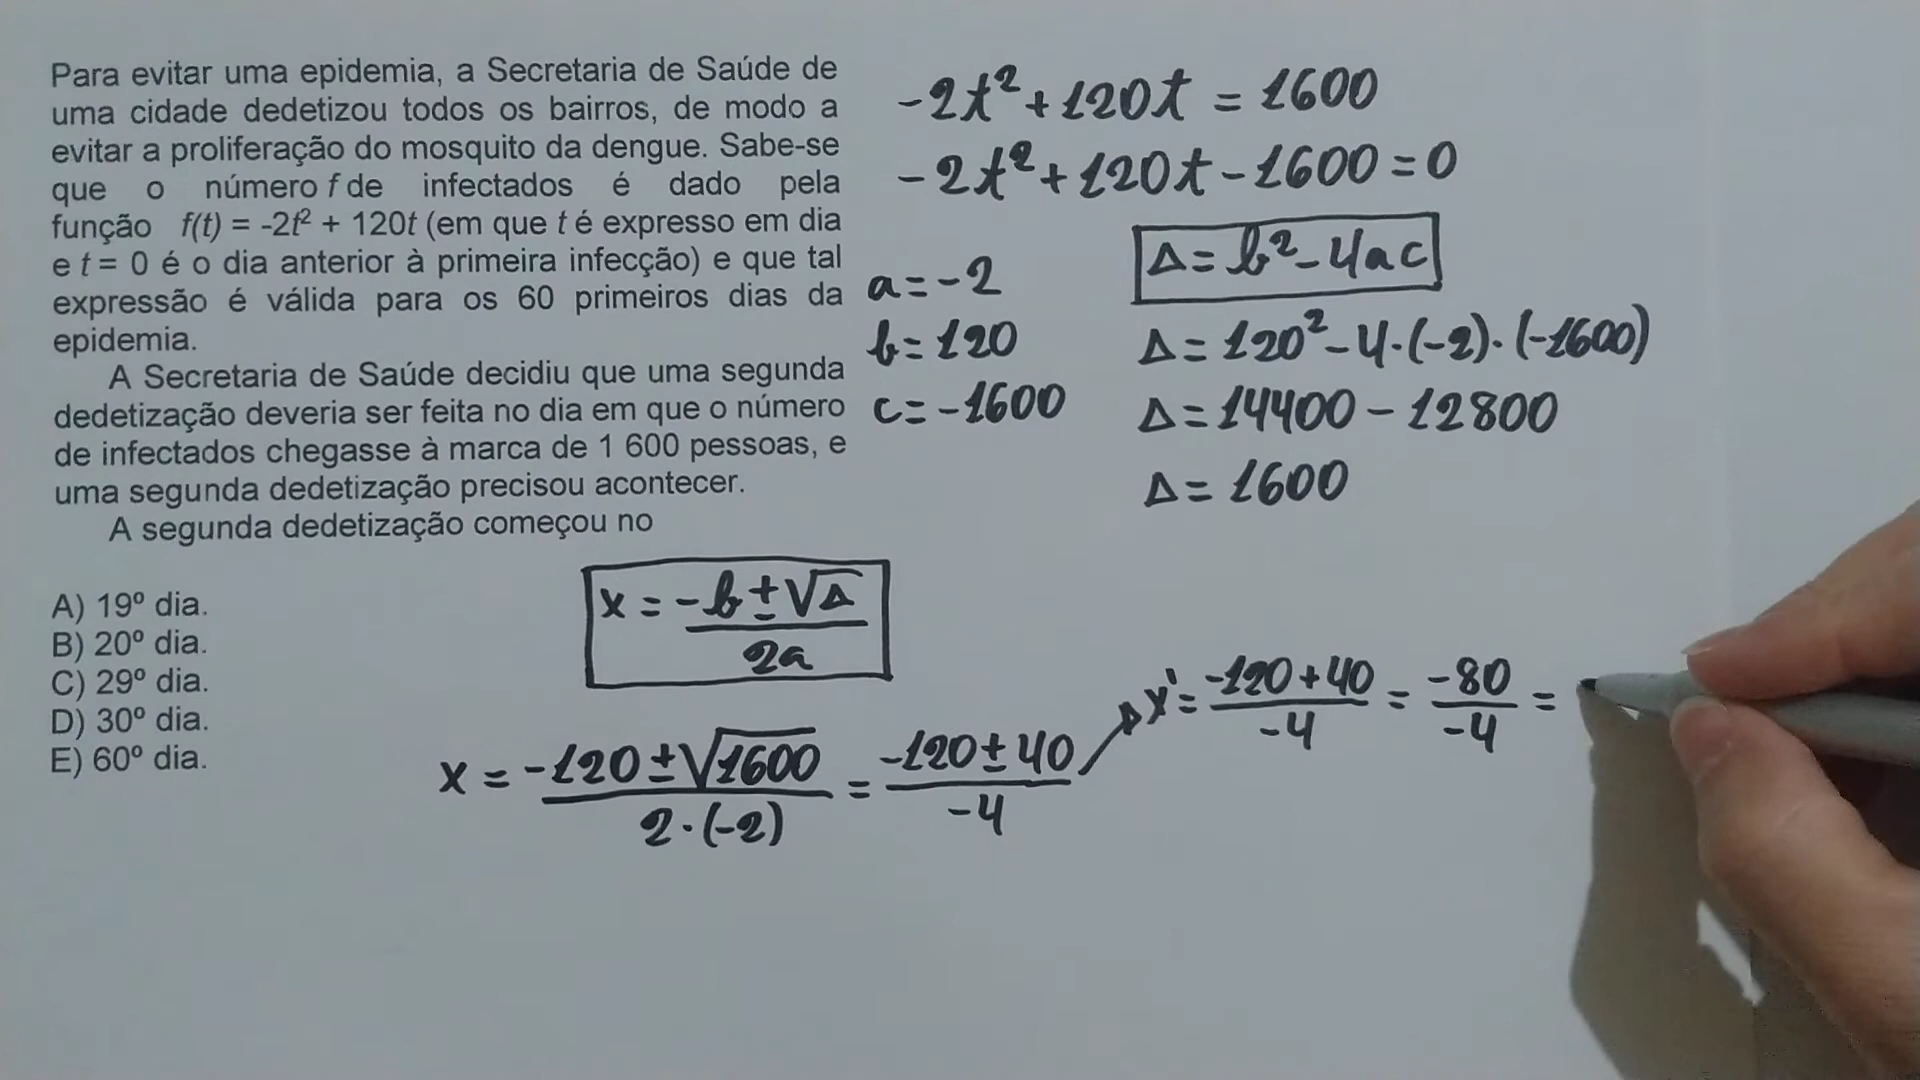 Para evitar uma epidemia, a Secretaria de Saúde de
uma cidade dedetizou todos os bairros, de modo a
evitar a proliferação do mosquito da dengue. Sabe-se
que o número f de infectados é dado pela
função f(t) = -2t² + 120t (em que t é expresso em dia
e t = 0 é o dia anterior à primeira infecção) e que tal
expressão é válida para os 60 primeiros dias da
epidemia.
A Secretaria de Saúde decidiu que uma segunda
dedetização deveria ser feita no dia em que o número
de infectados chegasse à marca de 1 600 pessoas, e
uma segunda dedetização precisou acontecer.
A segunda dedetização começou no
A) 19º dia.
B) 20º dia.
C) 29º dia.
D) 30º dia.
E) 60º dia.
-2t² + 120t = 1600
-2t² + 120t - 1600 = 0
a = -2
b = 120
c = -1600
Δ = b² - 4ac
Δ = 120² - 4·(-2)·(-1600)
Δ = 14400 - 12800
Δ = 1600
x = -b ± √Δ / 2a
x = -120 ± √1600 / 2·(-2) = -120 ± 40 / -4
x' = -120 + 40 / -4 = -80 / -4 =